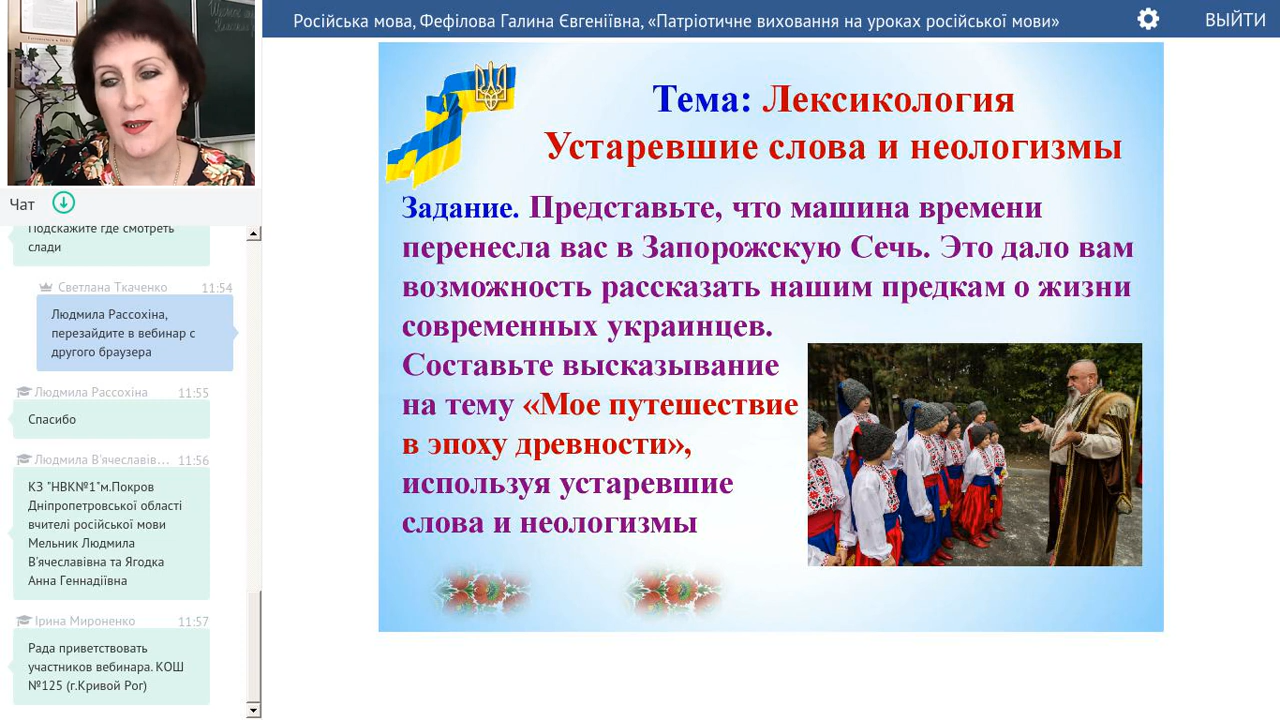 Російська мова, Фефілова Галина Євгеніївна, «Патріотичне виховання на уроках російської мови»
ВЫЙТИ
Чат
Подскажите где смотреть
слади
Светлана Ткаченко 11:54
Людмила Рассохіна,
перезайдите в вебинар с
другого браузера
Людмила Рассохіна 11:55
Спасибо
Людмила В'ячеславів... 11:56
КЗ "НВК№1"м.Покров
Дніпропетровської області
вчителі російської мови
Мельник Людмила
В'ячеславівна та Ягодка
Анна Геннадіївна
Ірина Мироненко 11:57
Рада приветствовать
участников вебинара. КОШ
№125 (г.Кривой Рог)
Тема: Лексикология
Устаревшие слова и неологизмы
Задание. Представьте, что машина времени
перенесла вас в Запорожскую Сечь. Это дало вам
возможность рассказать нашим предкам о жизни
современных украинцев.
Составьте высказывание
на тему «Мое путешествие
в эпоху древности»,
используя устаревшие
слова и неологизмы